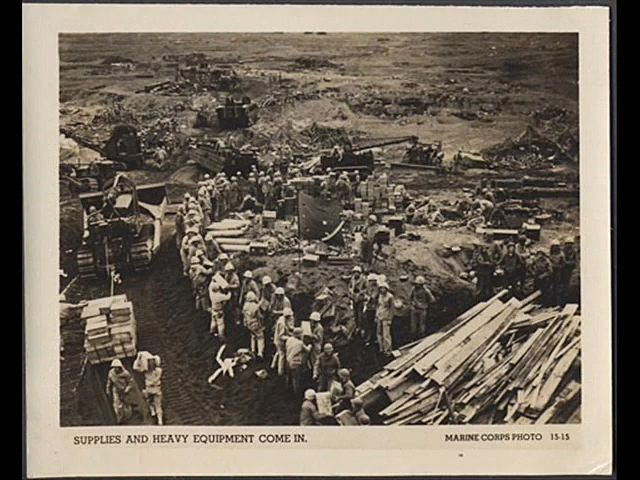 SUPPLIES AND HEAVY EQUIPMENT COME IN.
MARINE CORPS PHOTO 15-15